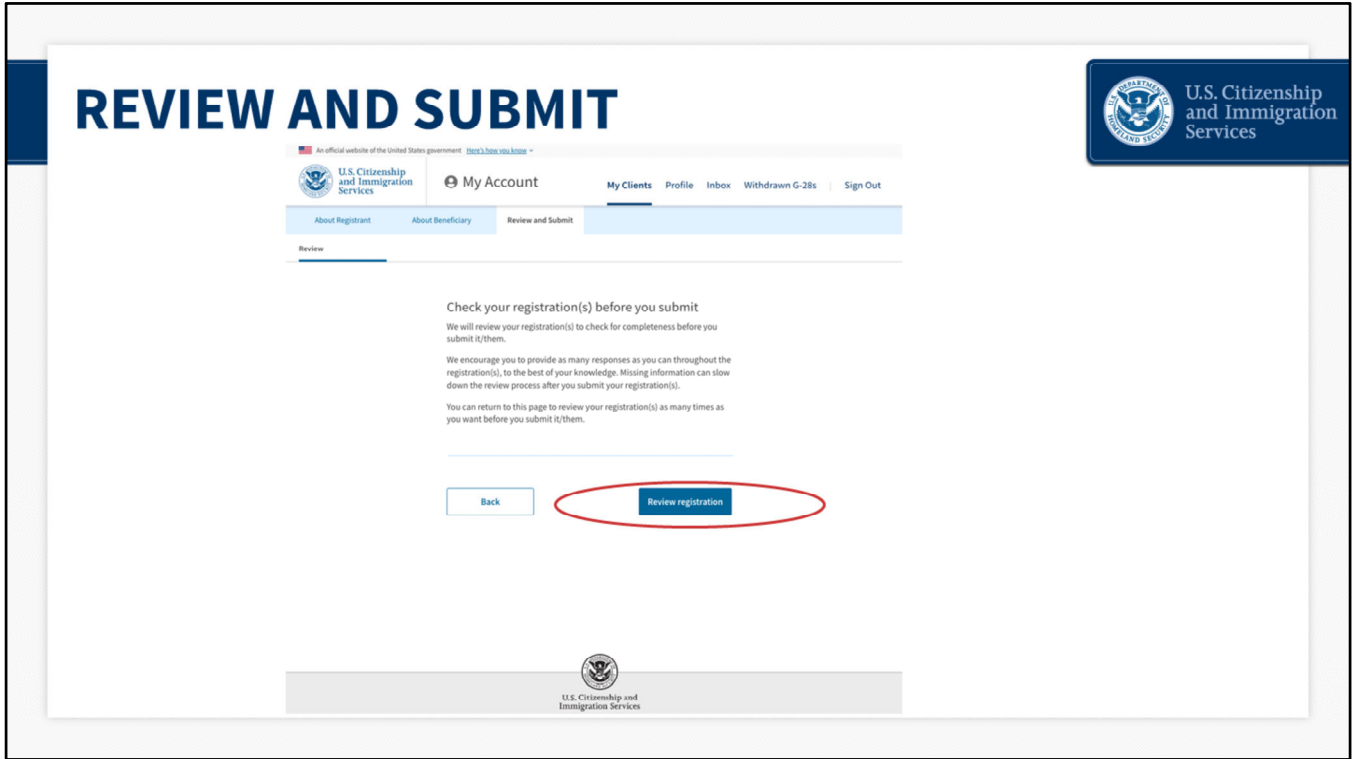 REVIEW AND SUBMIT
U.S. Citizenship
and Immigration
Services
An official website of the United States government Here's how you know
U.S. Citizenship
and Immigration
Services
My Account
My Clients Profile Inbox Withdrawn G-28s | Sign Out
About Registrant About Beneficiary Review and Submit
Review
Check your registration(s) before you submit
We will review your registration(s) to check for completeness before you
submit it/them.
We encourage you to provide as many responses as you can throughout the
registration(s), to the best of your knowledge. Missing information can slow
down the review process after you submit your registration(s).
You can return to this page to review your registration(s) as many times as
you want before you submit it/them.
Back Review registration
U.S. Citizenship and
Immigration Services